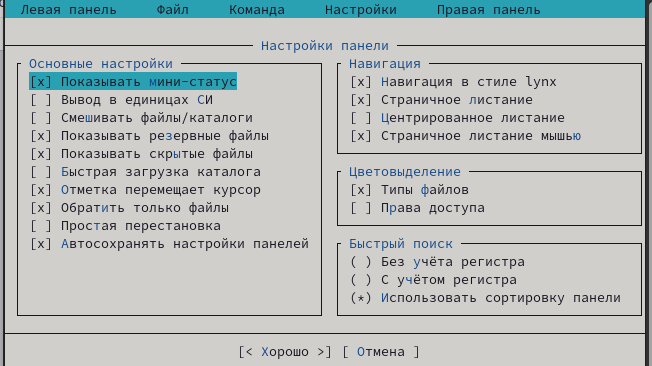 Левая панель Файл Команда Настройки Правая панель
Настройки панели
Основные настройки
[x] Показывать мини-статус
[ ] Вывод в единицах СИ
[ ] Смешивать файлы/каталоги
[x] Показывать резервные файлы
[x] Показывать скрытые файлы
[ ] Быстрая загрузка каталога
[x] Отметка перемещает курсор
[x] Обратить только файлы
[ ] Простая перестановка
[x] Автосохранять настройки панелей
Навигация
[x] Навигация в стиле lynx
[x] Страничное листание
[ ] Центрированное листание
[x] Страничное листание мышью
Цветовыделение
[x] Типы файлов
[ ] Права доступа
Быстрый поиск
( ) Без учёта регистра
( ) С учётом регистра
(*) Использовать сортировку панели
[< Хорошо >] [ Отмена ]